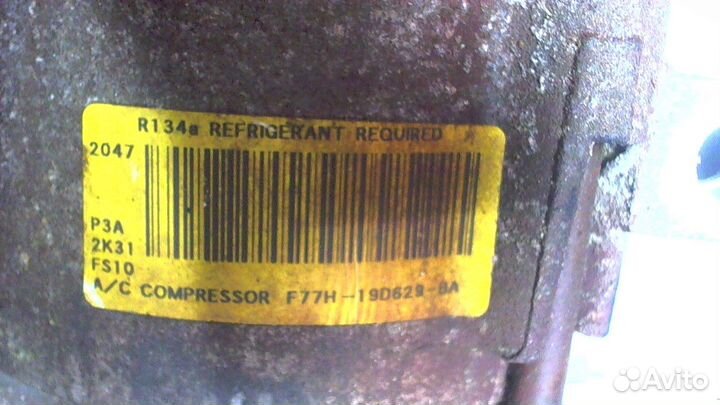 R134a REFRIGERANT REQUIRED
2047
P3A
2K31
FS10
A/C COMPRESSOR F77H-19D629-BA
Avito